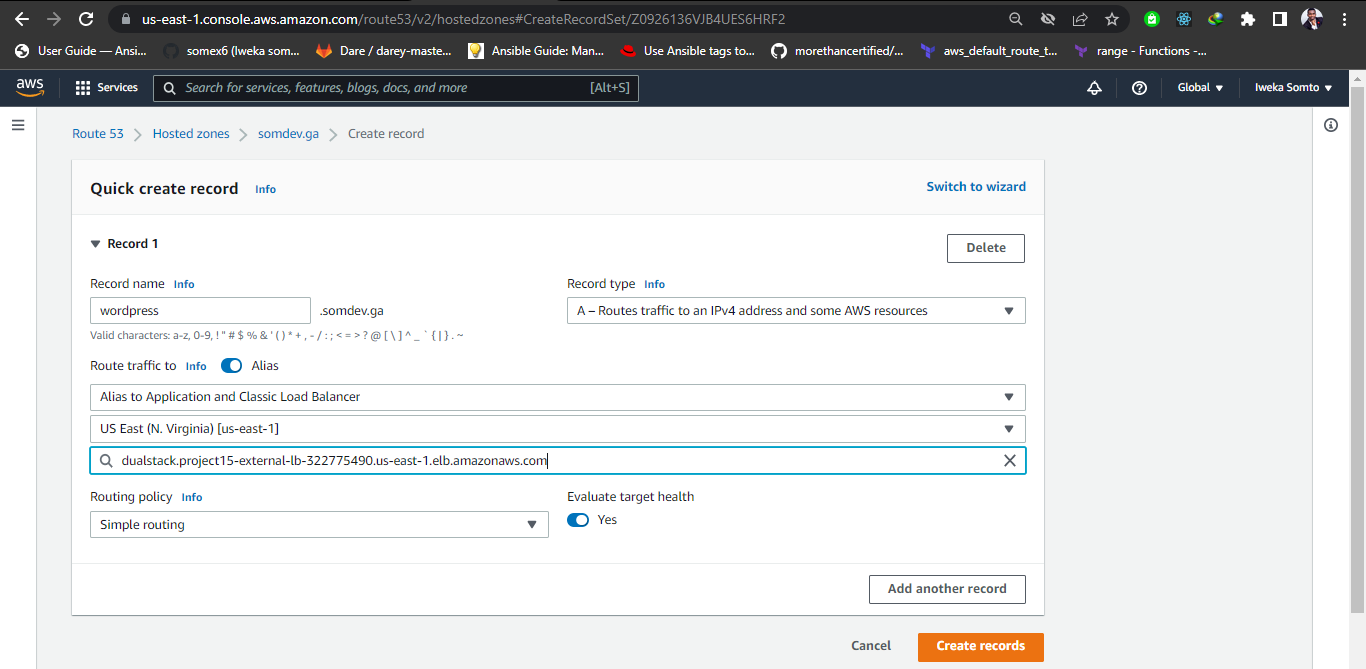 us-east-1.console.aws.amazon.com/route53/v2/hostedzones#CreateRecordSet/Z0926136VJB4UES6HRF2
User Guide — Ansi... somex6 (Iweka som... Dare / darey-maste... Ansible Guide: Man... Use Ansible tags to... morethancertified/... aws_default_route_t... range - Functions -...
aws Services Search for services, features, blogs, docs, and more [Alt+S] Global ▼ Iweka Somto ▼
Route 53 > Hosted zones > somdev.ga > Create record
Quick create record Info Switch to wizard
▼ Record 1 Delete
Record name Info Record type Info
wordpress .somdev.ga A – Routes traffic to an IPv4 address and some AWS resources
Valid characters: a-z, 0-9, ! " # $ % & ' ( ) * + , - / : ; < = > ? @ [ \ ] ^ _ ` { | } . ~
Route traffic to Info Alias
Alias to Application and Classic Load Balancer
US East (N. Virginia) [us-east-1]
dualstack.project15-external-lb-322775490.us-east-1.elb.amazonaws.com
Routing policy Info Evaluate target health
Simple routing Yes
Add another record
Cancel Create records